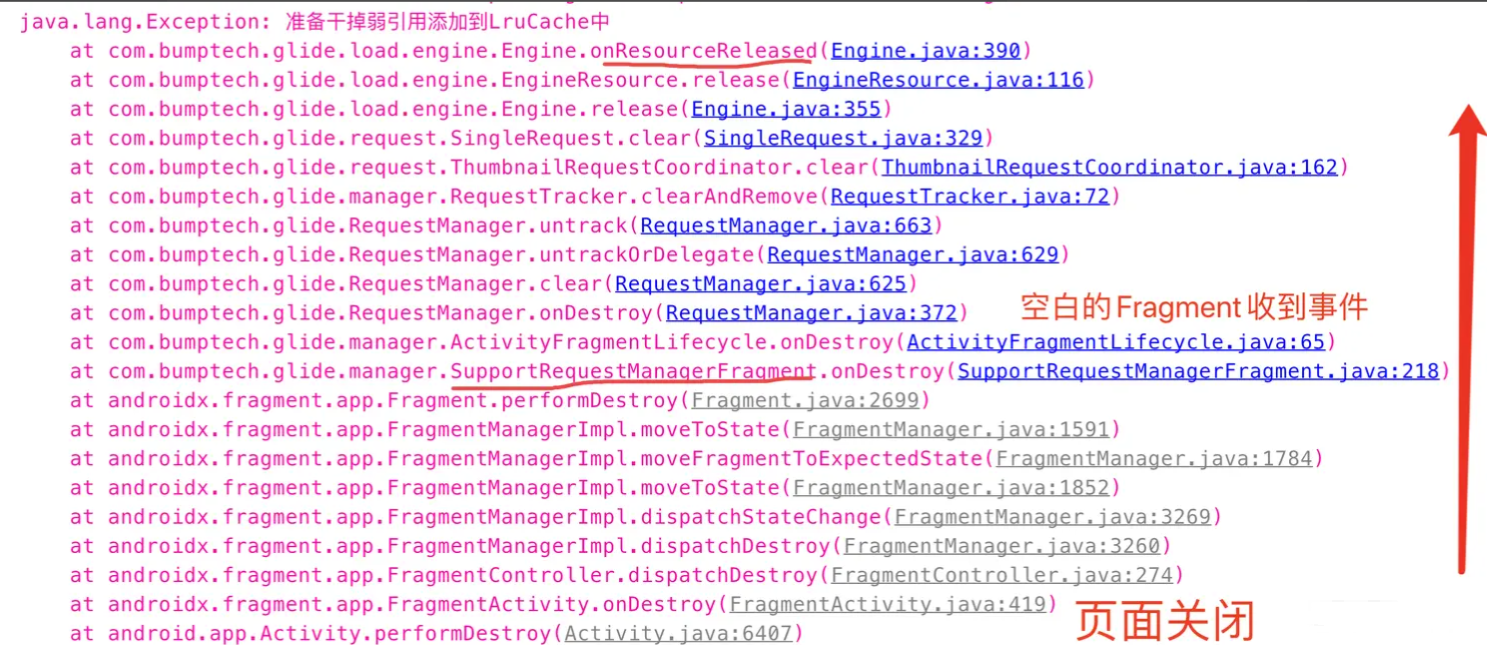 java.lang.Exception: 准备干掉弱引用添加到LruCache中
at com.bumptech.glide.load.engine.Engine.onResourceReleased(Engine.java:390)
at com.bumptech.glide.load.engine.EngineResource.release(EngineResource.java:116)
at com.bumptech.glide.load.engine.Engine.release(Engine.java:355)
at com.bumptech.glide.request.SingleRequest.clear(SingleRequest.java:329)
at com.bumptech.glide.request.ThumbnailRequestCoordinator.clear(ThumbnailRequestCoordinator.java:162)
at com.bumptech.glide.manager.RequestTracker.clearAndRemove(RequestTracker.java:72)
at com.bumptech.glide.RequestManager.untrack(RequestManager.java:663)
at com.bumptech.glide.RequestManager.untrackOrDelegate(RequestManager.java:629)
at com.bumptech.glide.RequestManager.clear(RequestManager.java:625)
at com.bumptech.glide.RequestManager.onDestroy(RequestManager.java:372)
空白的Fragment收到事件
at com.bumptech.glide.manager.ActivityFragmentLifecycle.onDestroy(ActivityFragmentLifecycle.java:65)
at com.bumptech.glide.manager.SupportRequestManagerFragment.onDestroy(SupportRequestManagerFragment.java:218)
at androidx.fragment.app.Fragment.performDestroy(Fragment.java:2699)
at androidx.fragment.app.FragmentManagerImpl.moveToState(FragmentManager.java:1591)
at androidx.fragment.app.FragmentManagerImpl.moveFragmentToExpectedState(FragmentManager.java:1784)
at androidx.fragment.app.FragmentManagerImpl.moveToState(FragmentManager.java:1852)
at androidx.fragment.app.FragmentManagerImpl.dispatchStateChange(FragmentManager.java:3269)
at androidx.fragment.app.FragmentManagerImpl.dispatchDestroy(FragmentManager.java:3260)
at androidx.fragment.app.FragmentController.dispatchDestroy(FragmentController.java:274)
at androidx.fragment.app.FragmentActivity.onDestroy(FragmentActivity.java:419)
页面关闭
at android.app.Activity.performDestroy(Activity.java:6407)